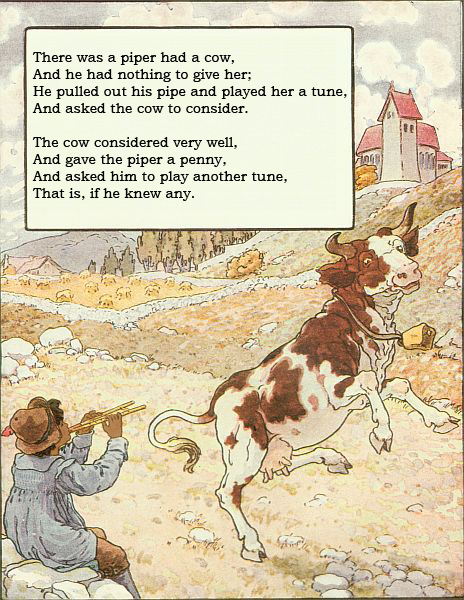 There was a piper had a cow,
And he had nothing to give her;
He pulled out his pipe and played her a tune,
And asked the cow to consider.
The cow considered very well,
And gave the piper a penny,
And asked him to play another tune,
That is, if he knew any.